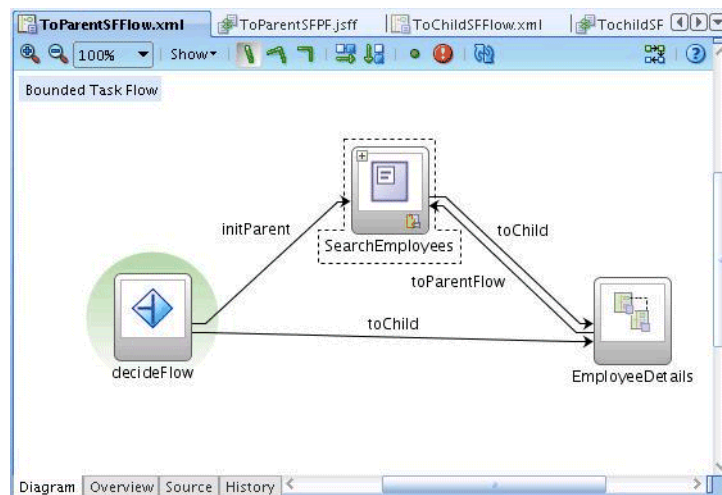 ToParentSFFlow.xml ToParentSFPF.jsff ToChildSFFlow.xml TochildSF
100% Show
Bounded Task Flow
initParent
SearchEmployees
toChild
toParentFlow
toChild
decideFlow
EmployeeDetails
Diagram Overview Source History